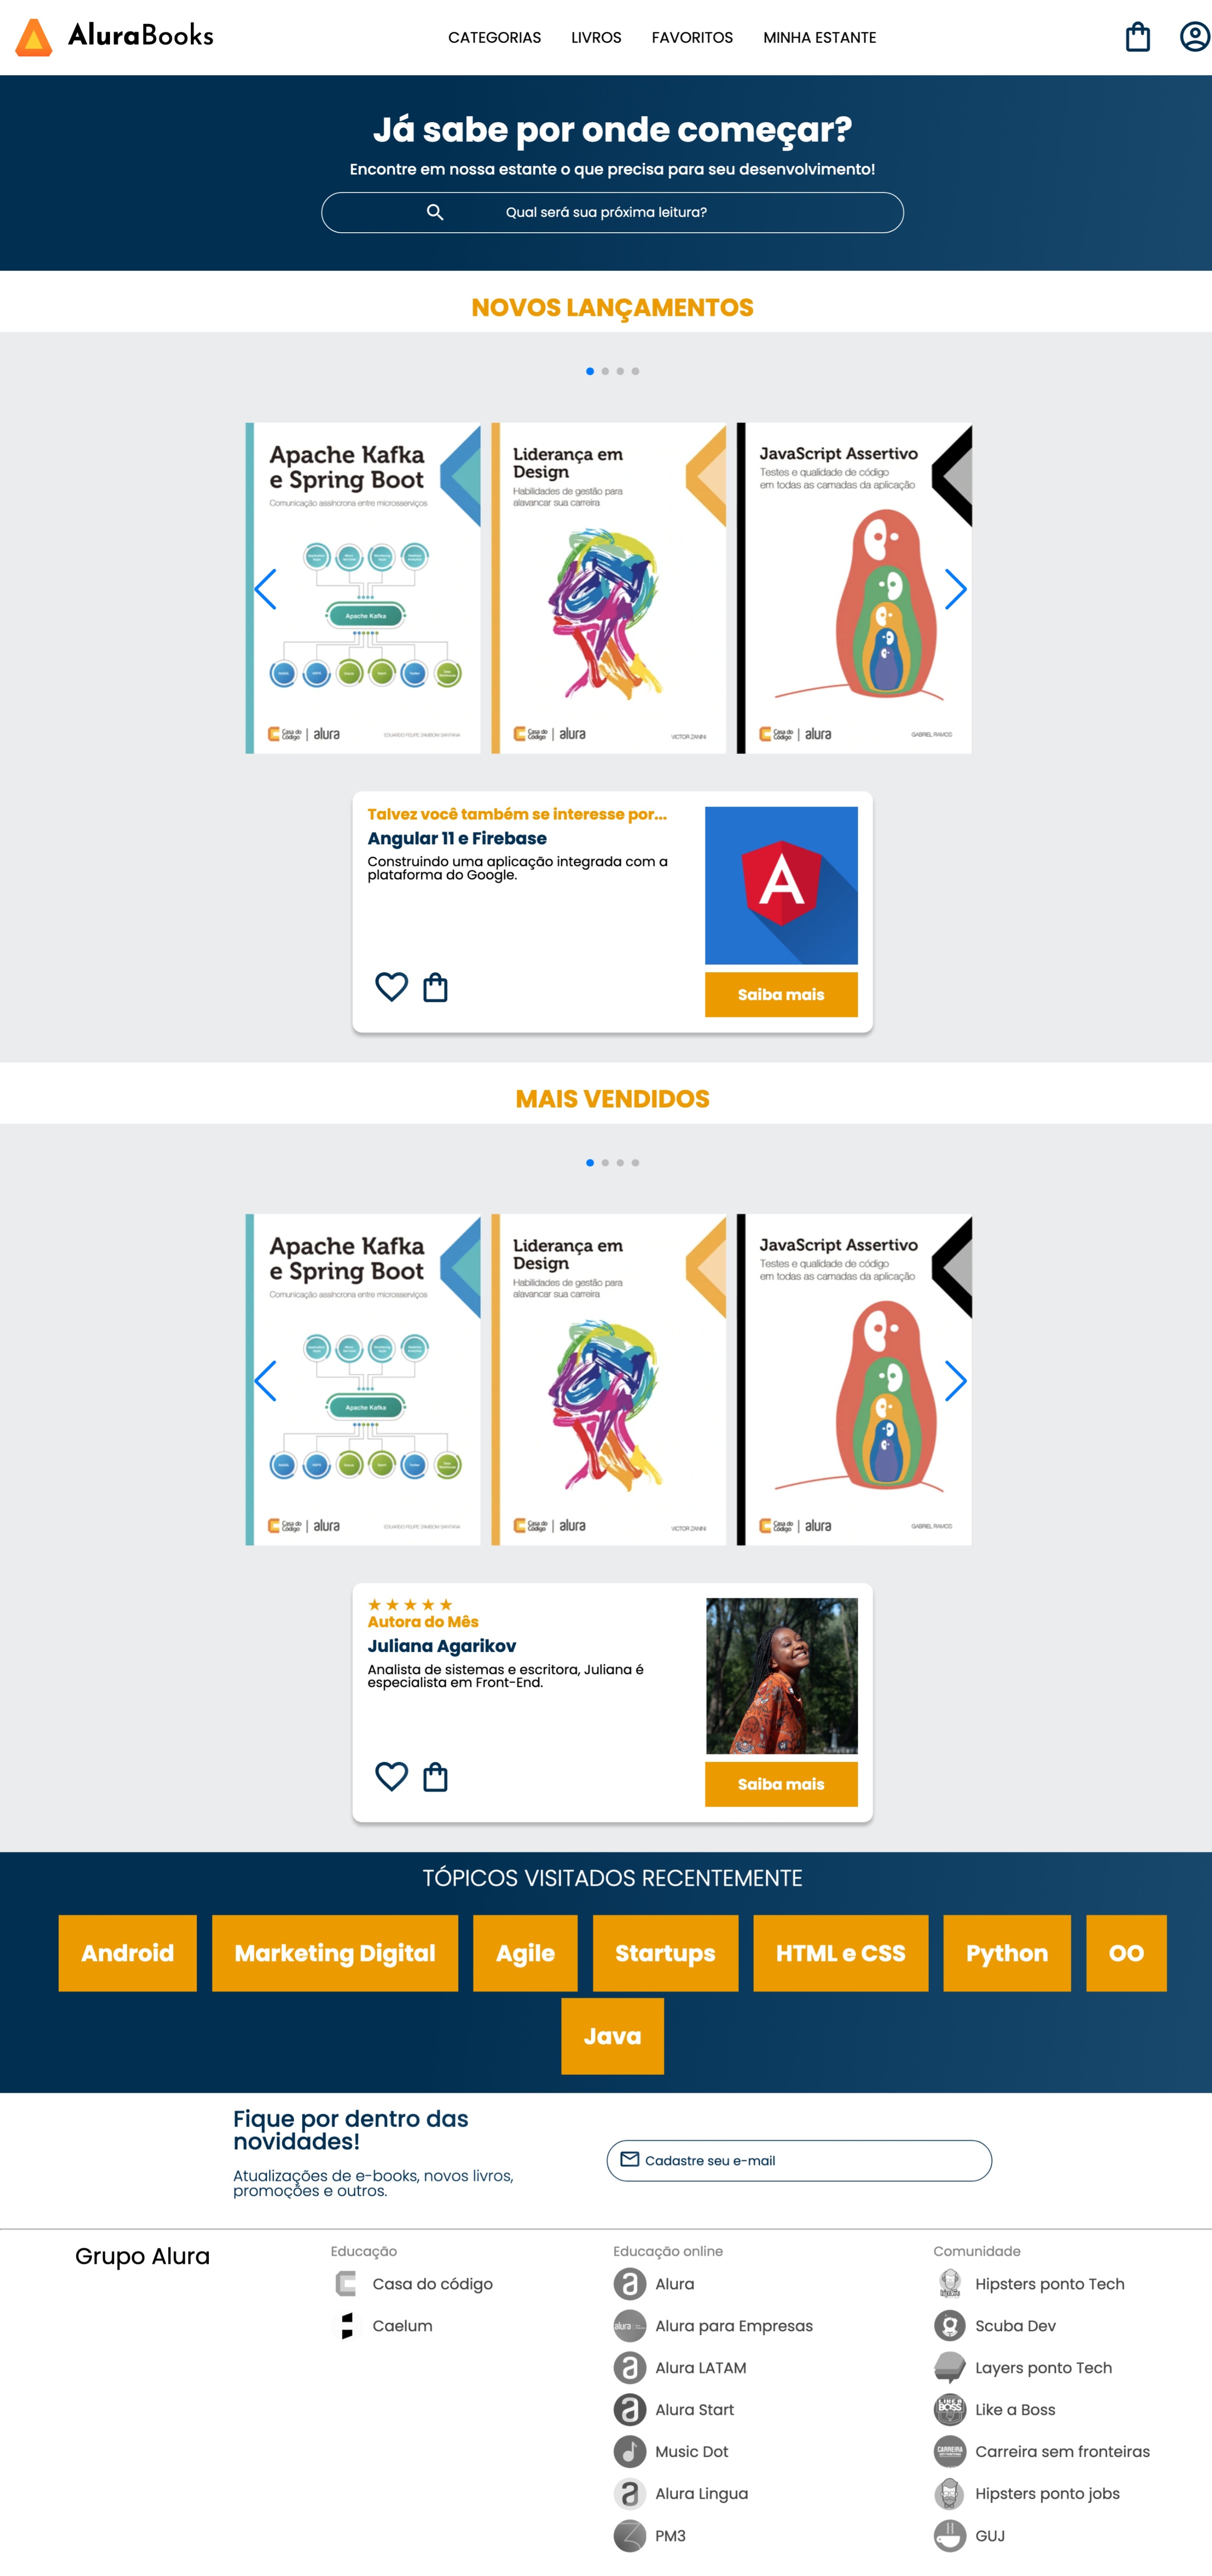 AluraBooks
CATEGORIAS LIVROS FAVORITOS MINHA ESTANTE
Já sabe por onde começar?
Encontre em nossa estante o que precisa para seu desenvolvimento!
Qual será sua próxima leitura?
NOVOS LANÇAMENTOS
Apache Kafka
e Spring Boot
Comunicação assíncrona entre microsserviços
Apache Kafka
Casa do
Código
alura
EDUARDO FELIPE ZAMBOM SANTANA
Liderança em
Design
Habilidades de gestão para
alavancar sua carreira
Casa do
Código
alura
VICTOR ZANINI
JavaScript Assertivo
Testes e qualidade de código
em todas as camadas da aplicação
Casa do
Código
alura
GABRIEL RAMOS
Talvez você também se interesse por...
Angular 11 e Firebase
Construindo uma aplicação integrada com a
plataforma do Google.
A
Saiba mais
MAIS VENDIDOS
Apache Kafka
e Spring Boot
Comunicação assíncrona entre microsserviços
Apache Kafka
Casa do
Código
alura
EDUARDO FELIPE ZAMBOM SANTANA
Liderança em
Design
Habilidades de gestão para
alavancar sua carreira
Casa do
Código
alura
VICTOR ZANINI
JavaScript Assertivo
Testes e qualidade de código
em todas as camadas da aplicação
Casa do
Código
alura
GABRIEL RAMOS
Autora do Mês
Juliana Agarikov
Analista de sistemas e escritora, Juliana é
especialista em Front-End.
Saiba mais
TÓPICOS VISITADOS RECENTEMENTE
Android Marketing Digital Agile Startups HTML e CSS Python OO
Java
Fique por dentro das
novidades!
Atualizações de e-books, novos livros,
promoções e outros.
Cadastre seu e-mail
Grupo Alura
Educação
Casa do código
Caelum
Educação online
a Alura
alura Alura para Empresas
a Alura LATAM
a Alura Start
Music Dot
a Alura Lingua
PM3
Comunidade
Hipsters ponto Tech
Scuba Dev
Layers ponto Tech
LIKE A BOSS Like a Boss
CARREIRA Carreira sem fronteiras
Hipsters ponto jobs
GUJ